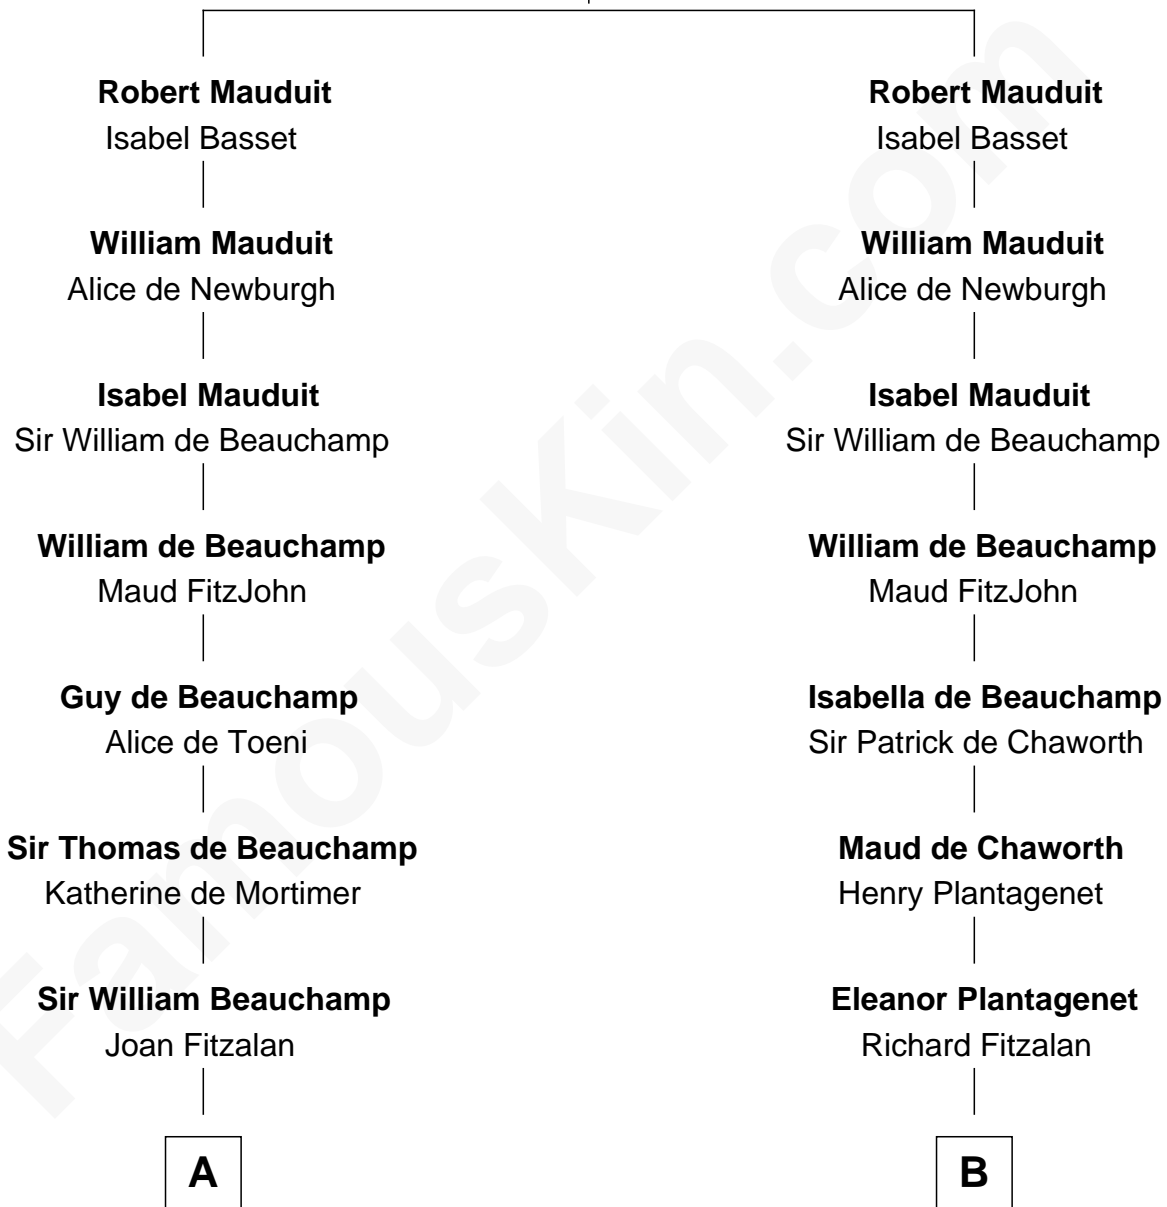 Robert Mauduit
Isabel Basset
William Mauduit
Alice de Newburgh
Isabel Mauduit
Sir William de Beauchamp
William de Beauchamp
Maud FitzJohn
Guy de Beauchamp
Alice de Toeni
Sir Thomas de Beauchamp
Katherine de Mortimer
Sir William Beauchamp
Joan Fitzalan
A
Robert Mauduit
Isabel Basset
William Mauduit
Alice de Newburgh
Isabel Mauduit
Sir William de Beauchamp
William de Beauchamp
Maud FitzJohn
Isabella de Beauchamp
Sir Patrick de Chaworth
Maud de Chaworth
Henry Plantagenet
Eleanor Plantagenet
Richard Fitzalan
B
FamousKin.com